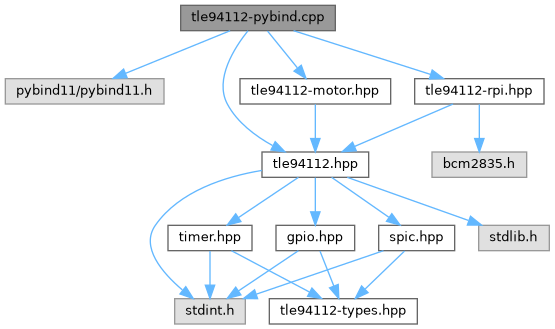 tle94112-pybind.cpp
pybind11/pybind11.h
tle94112-motor.hpp
tle94112-rpi.hpp
tle94112.hpp
bcm2835.h
timer.hpp
gpio.hpp
spic.hpp
stdlib.h
stdint.h
tle94112-types.hpp